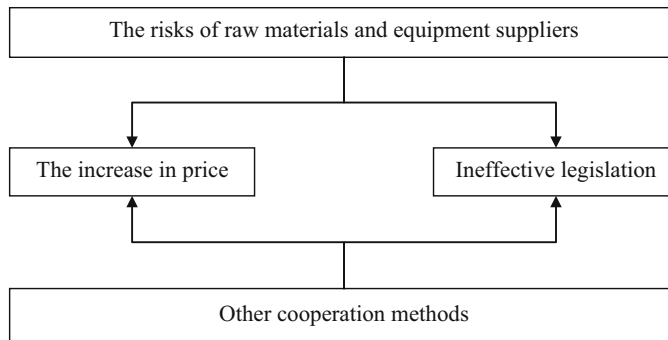 The risks of raw materials and equipment suppliers
The increase in price
Ineffective legislation
Other cooperation methods